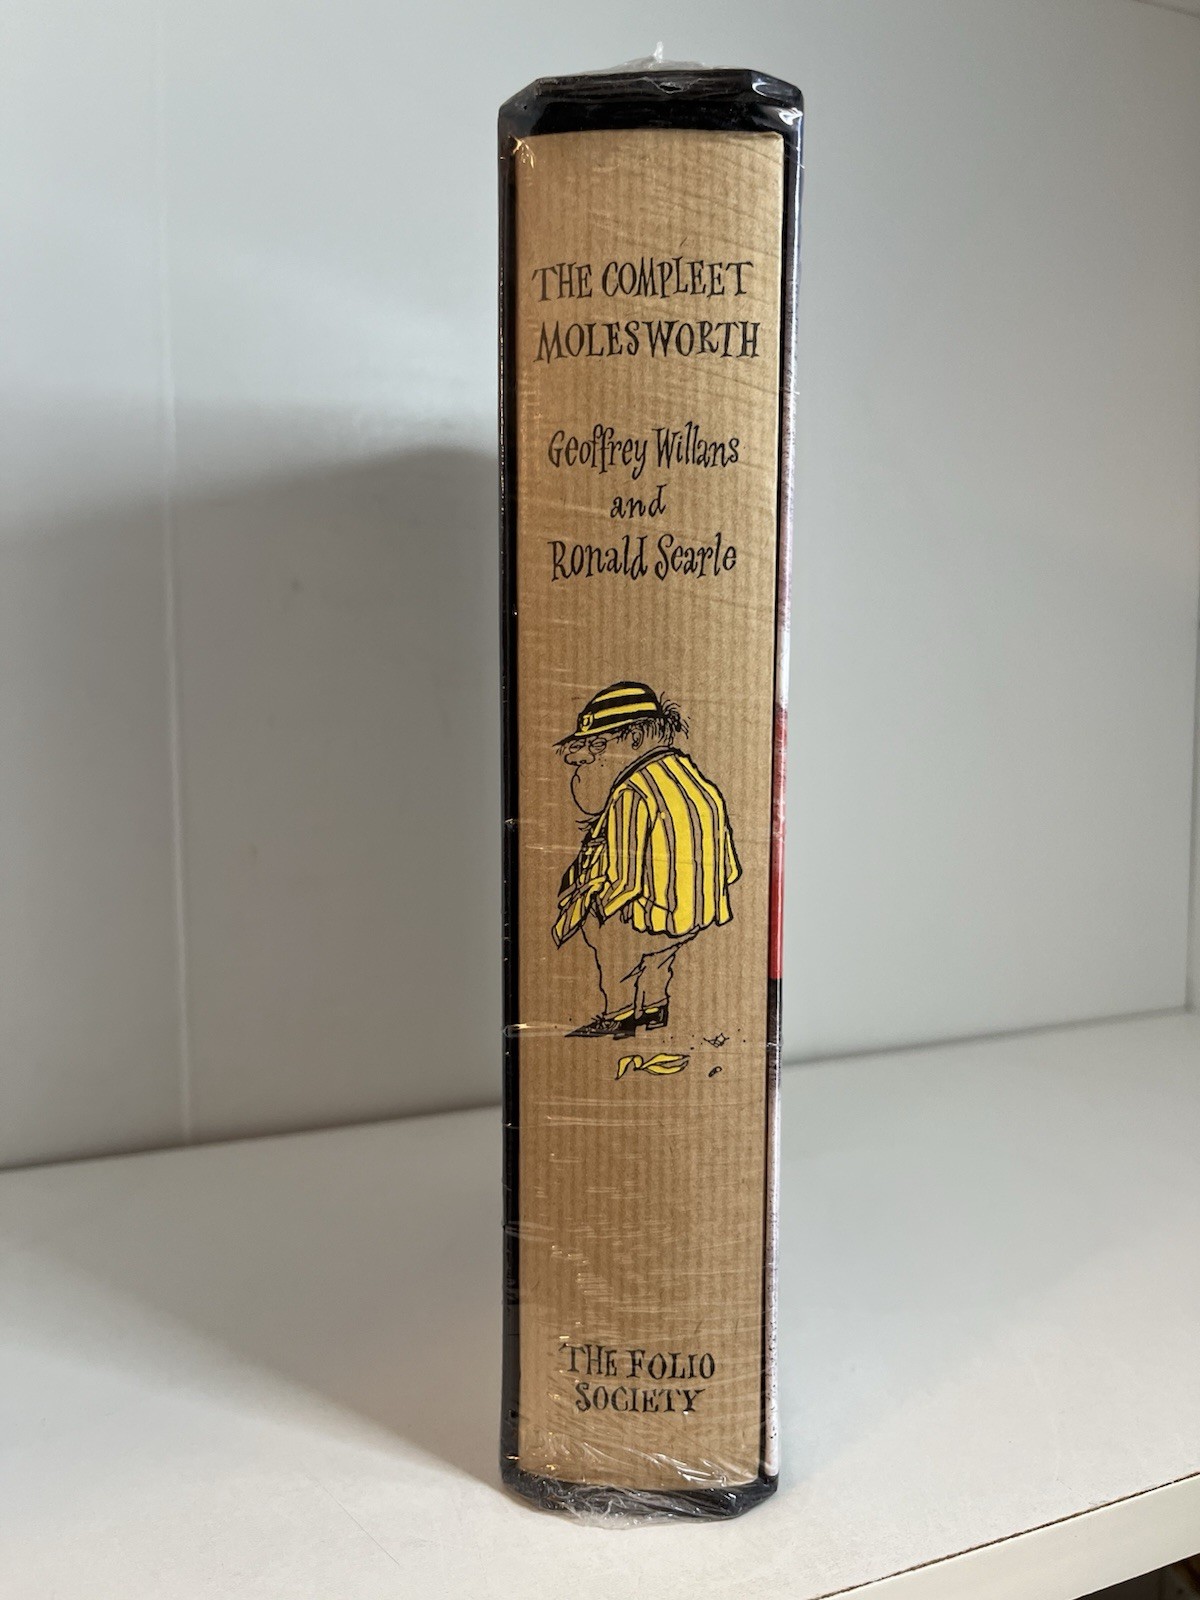 THE COMPLEET
MOLESWORTH
Geoffrey Willans
and
Ronald Searle
THE FOLIO
SOCIETY